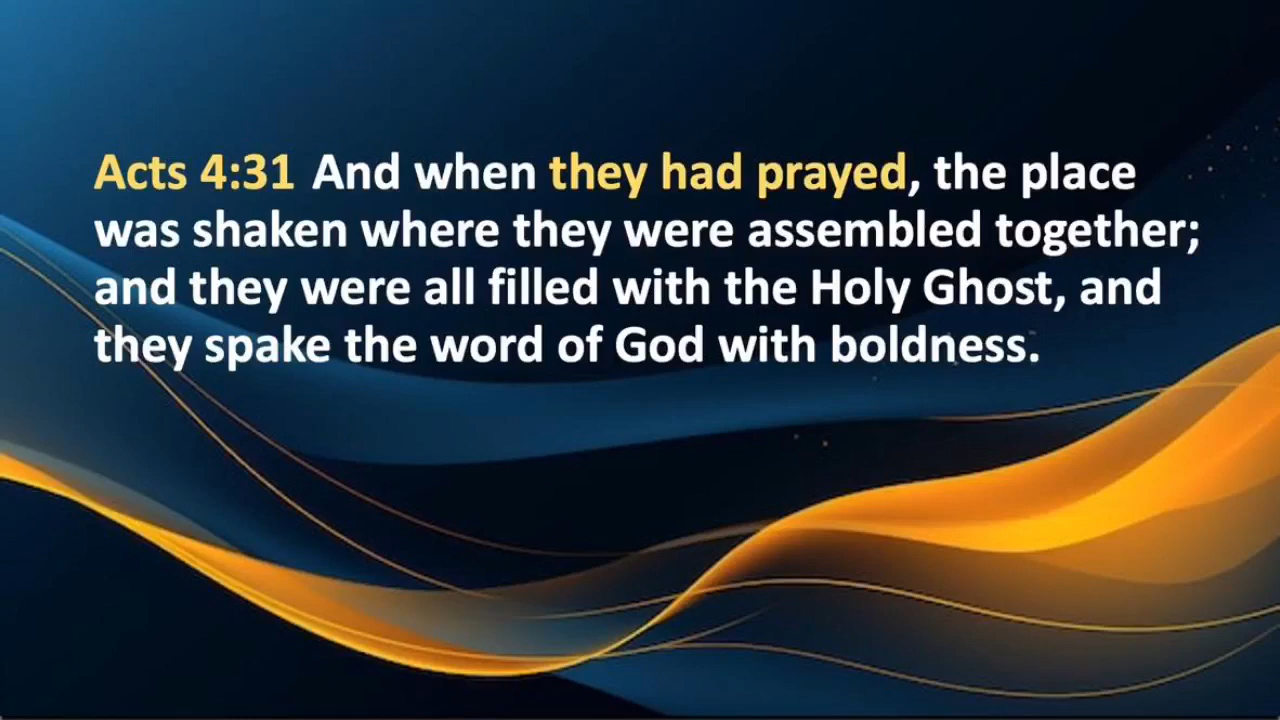 Acts 4:31 And when they had prayed, the place
was shaken where they were assembled together;
and they were all filled with the Holy Ghost, and
they spake the word of God with boldness.